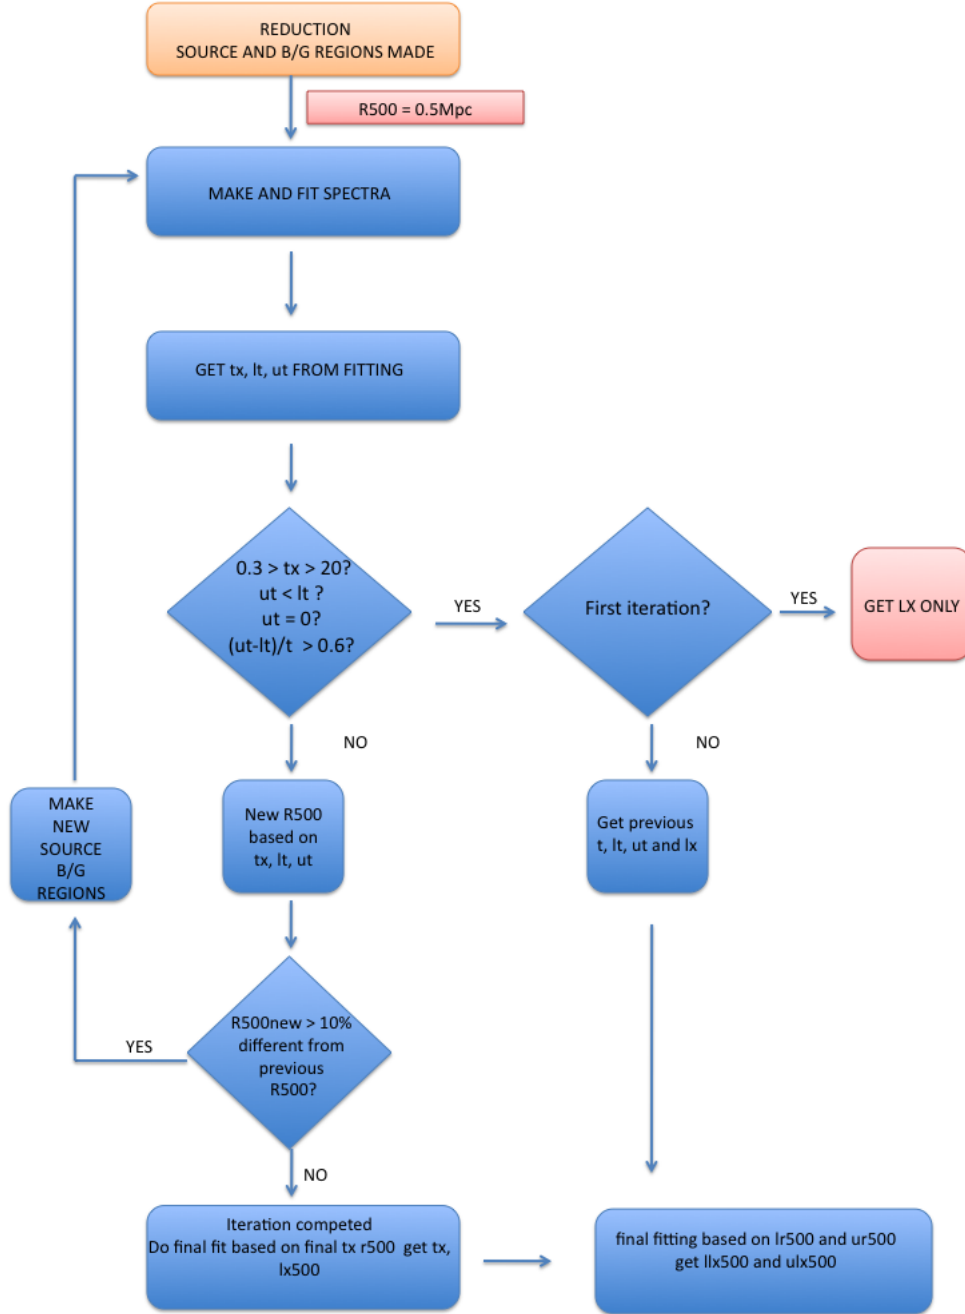 REDUCTION
SOURCE AND B/G REGIONS MADE
R500 = 0.5Mpc
MAKE AND FIT SPECTRA
GET tx, lt, ut FROM FITTING
0.3 > tx > 20?
ut < lt ?
ut = 0?
(ut-lt)/t > 0.6?
YES
First iteration?
YES
GET LX ONLY
NO
NO
New R500
based on
tx, lt, ut
Get previous
t, lt, ut and lx
MAKE
NEW
SOURCE
B/G
REGIONS
R500new > 10%
different from
previous
R500?
YES
NO
Iteration competed
Do final fit based on final tx r500 get tx,
lx500
final fitting based on lr500 and ur500
get llx500 and ulx500